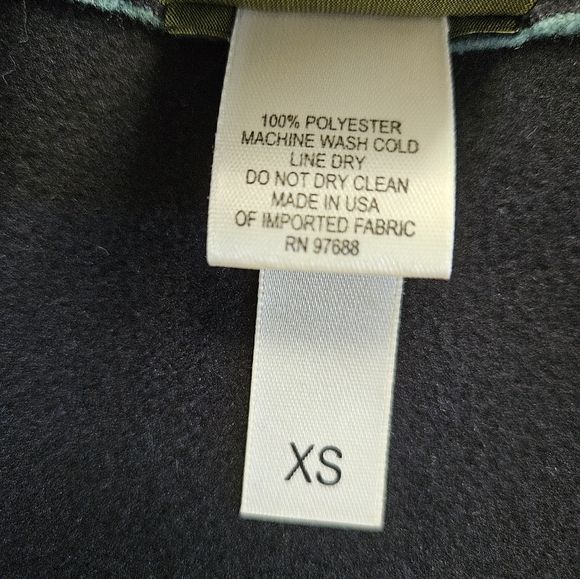 100% POLYESTER
MACHINE WASH COLD
LINE DRY
DO NOT DRY CLEAN
MADE IN USA
OF IMPORTED FABRIC
RN 97688
XS